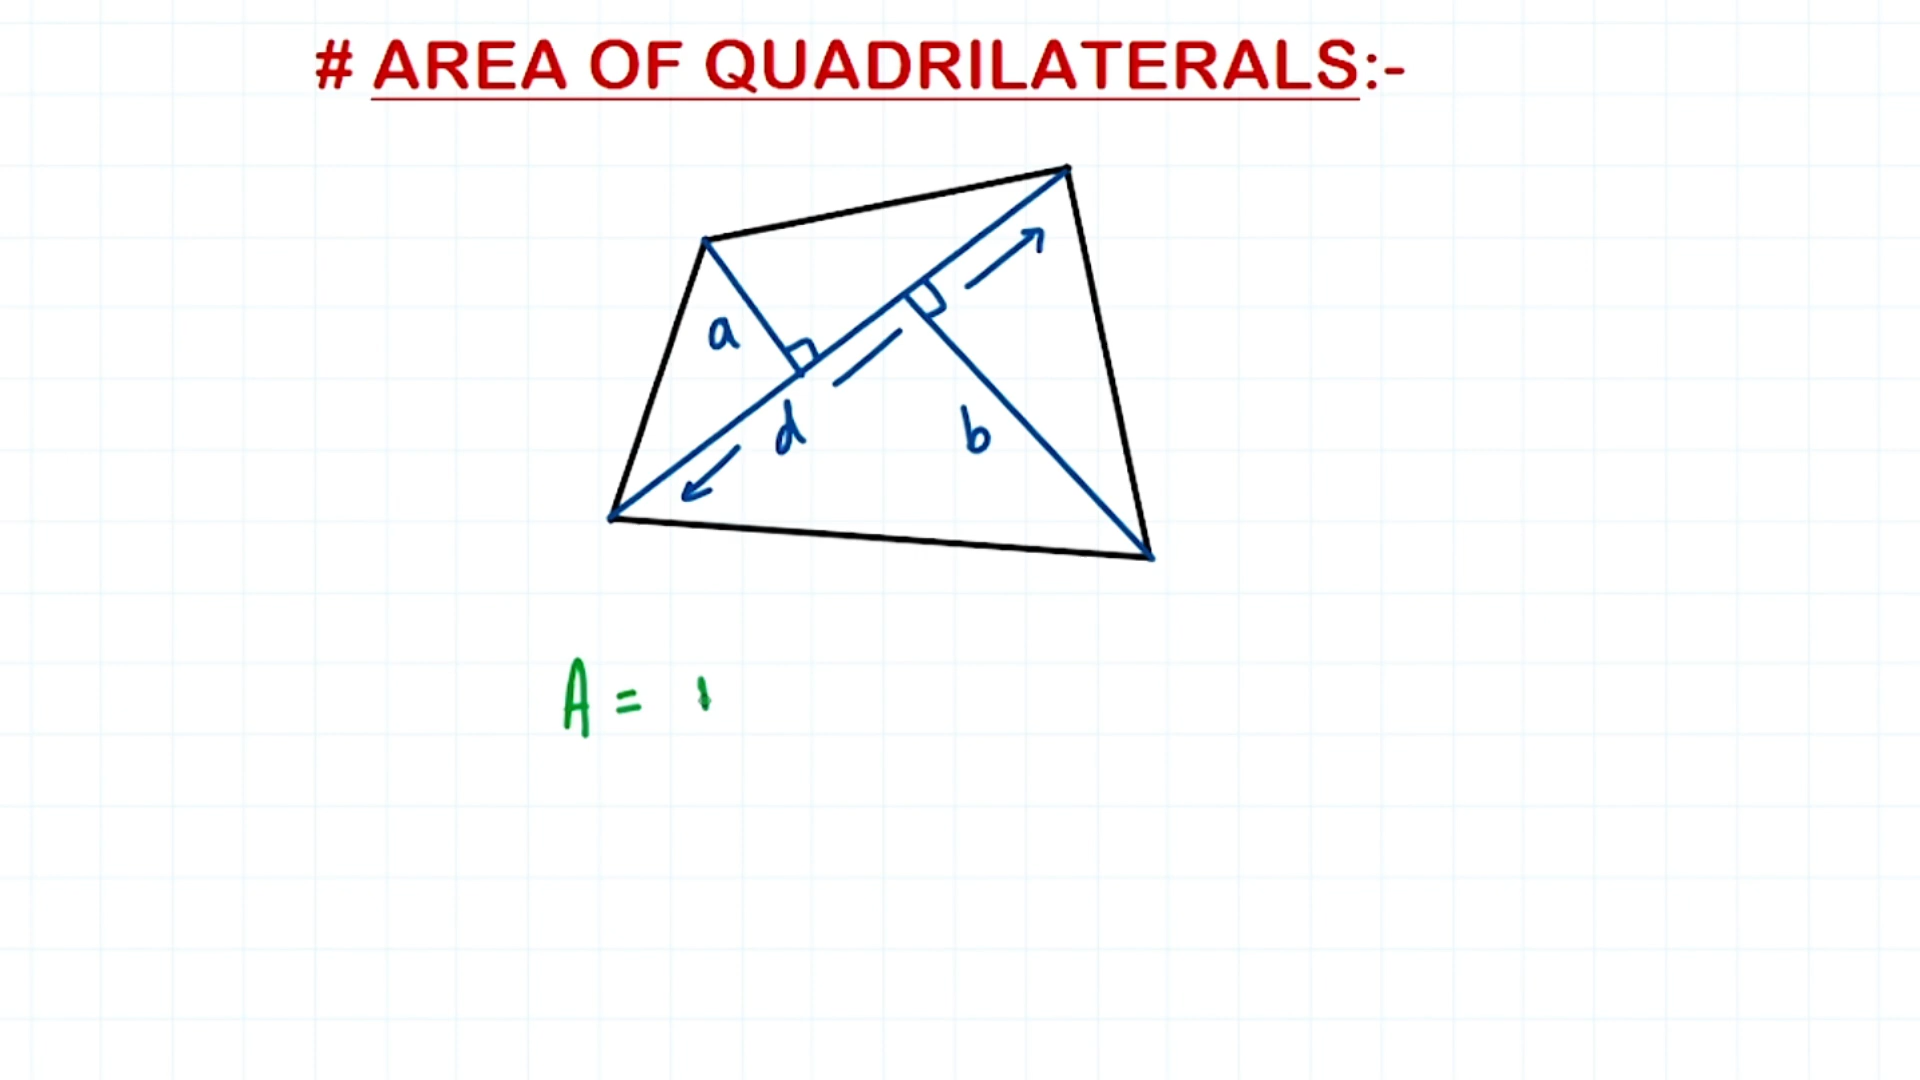 # AREA OF QUADRILATERALS:-
a
d
b
A =